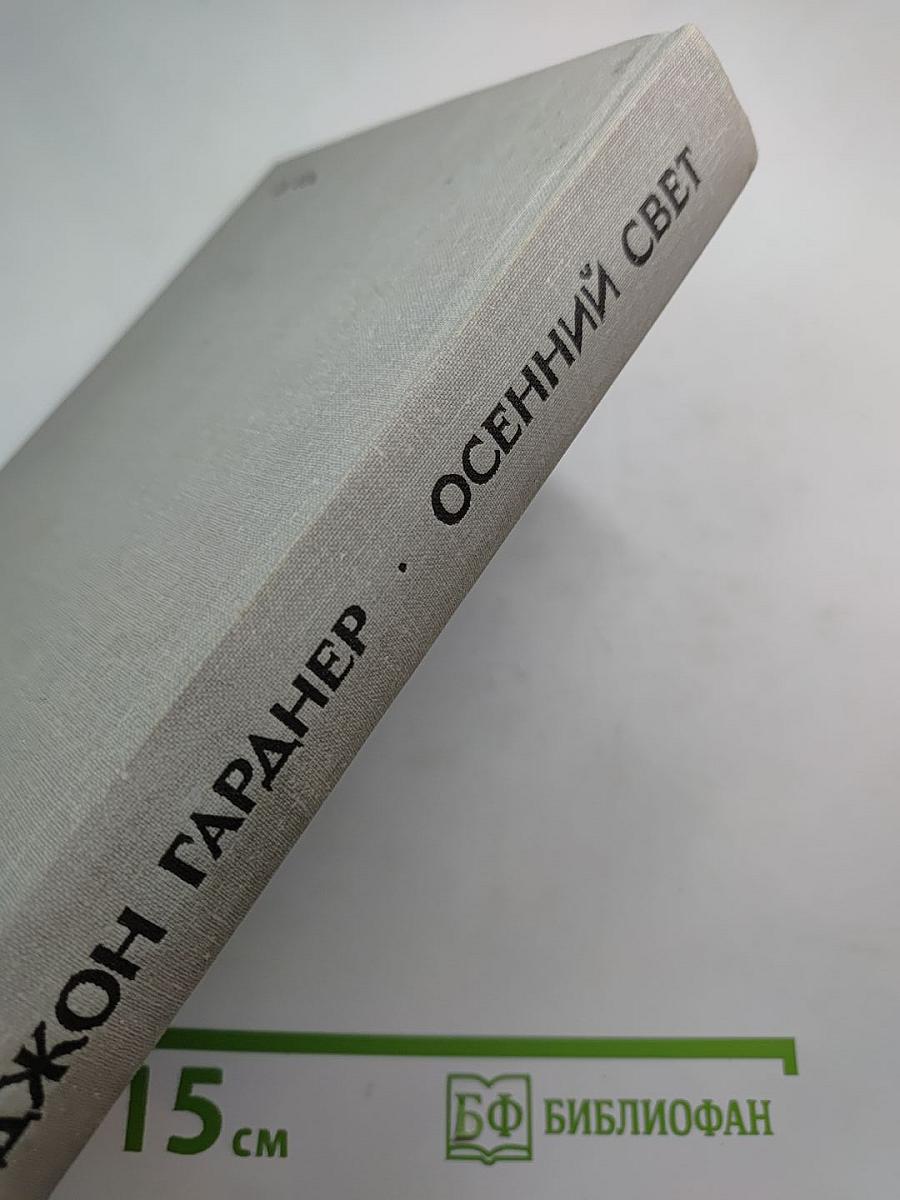 ДЖОН ГАРДНЕР · ОСЕННИЙ СВЕТ
15 см
БФ БИБЛИОФАН